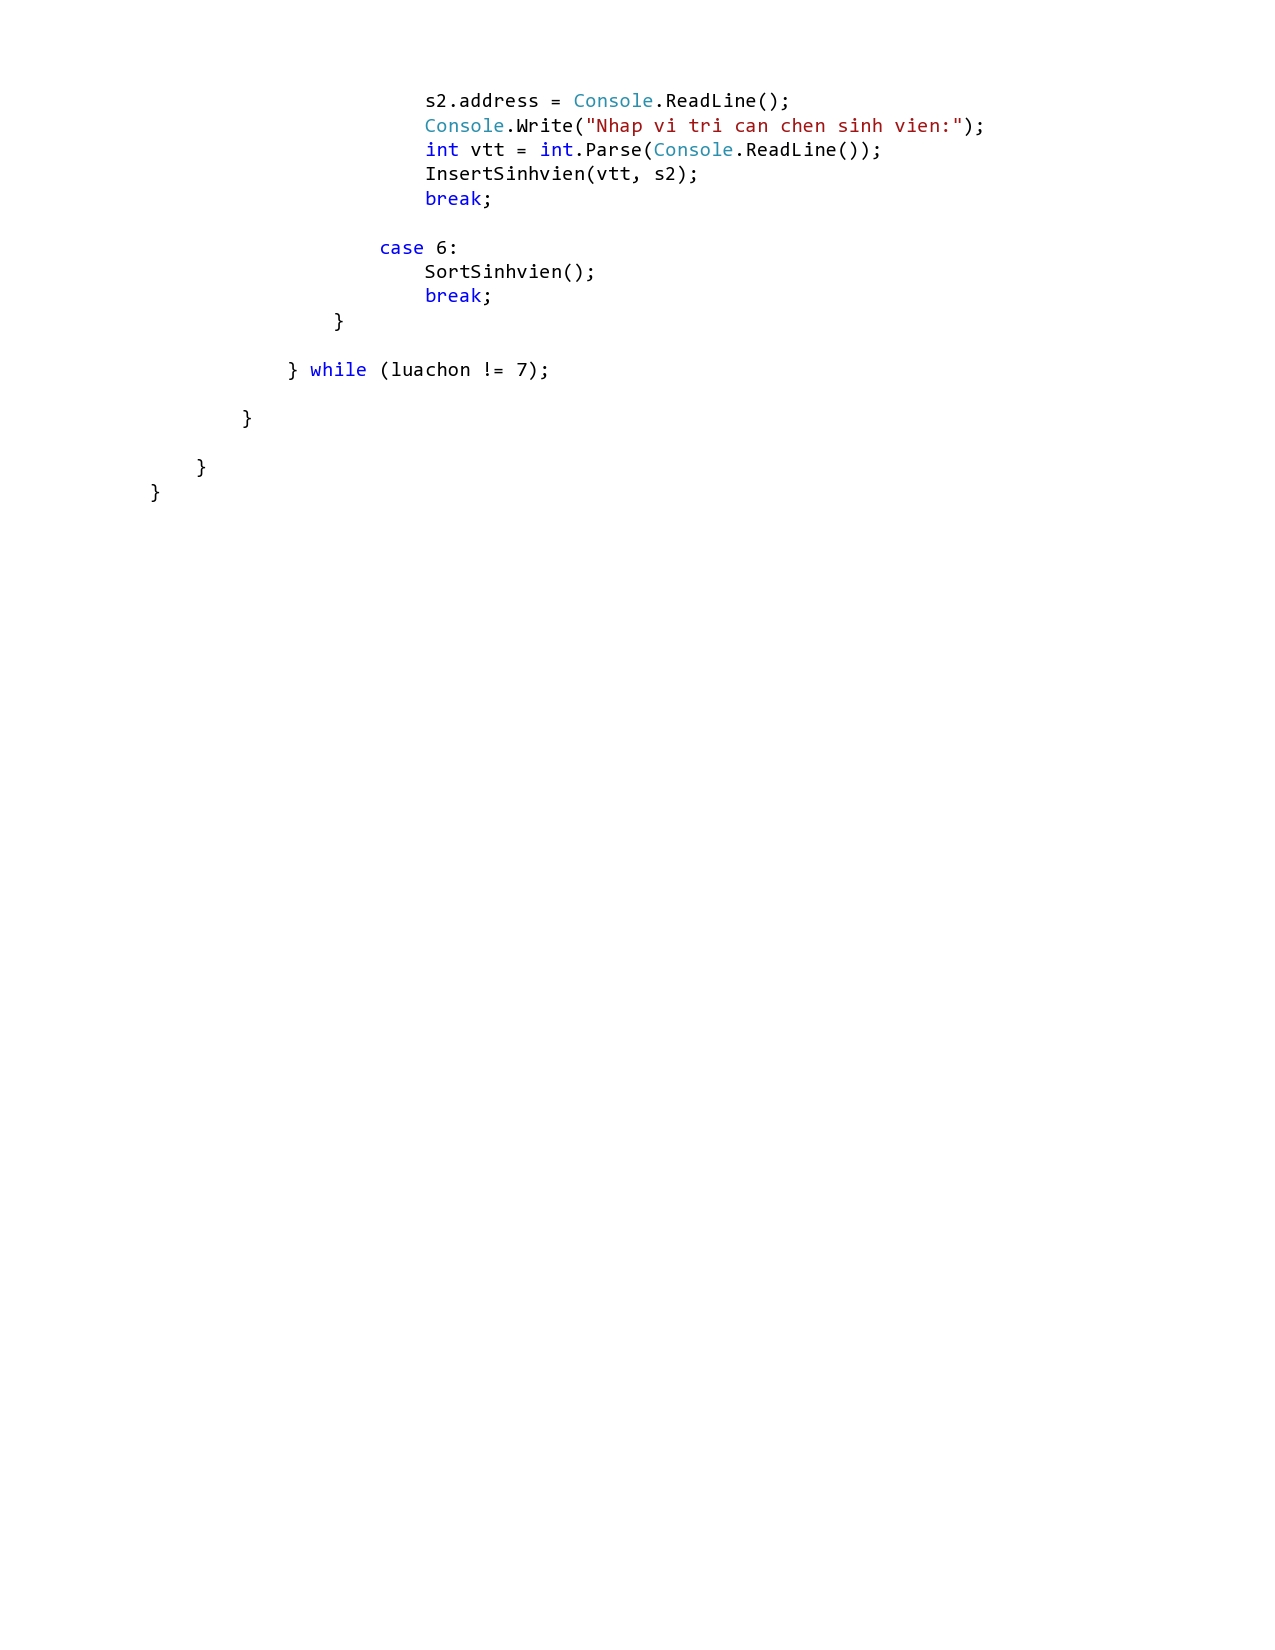 s2.address = Console.ReadLine();
Console.Write("Nhap vi tri can chen sinh vien:");
int vtt = int.Parse(Console.ReadLine());
InsertSinhvien(vtt, s2);
break;
case 6:
SortSinhvien();
break;
}
} while (luachon != 7);
}
}
}